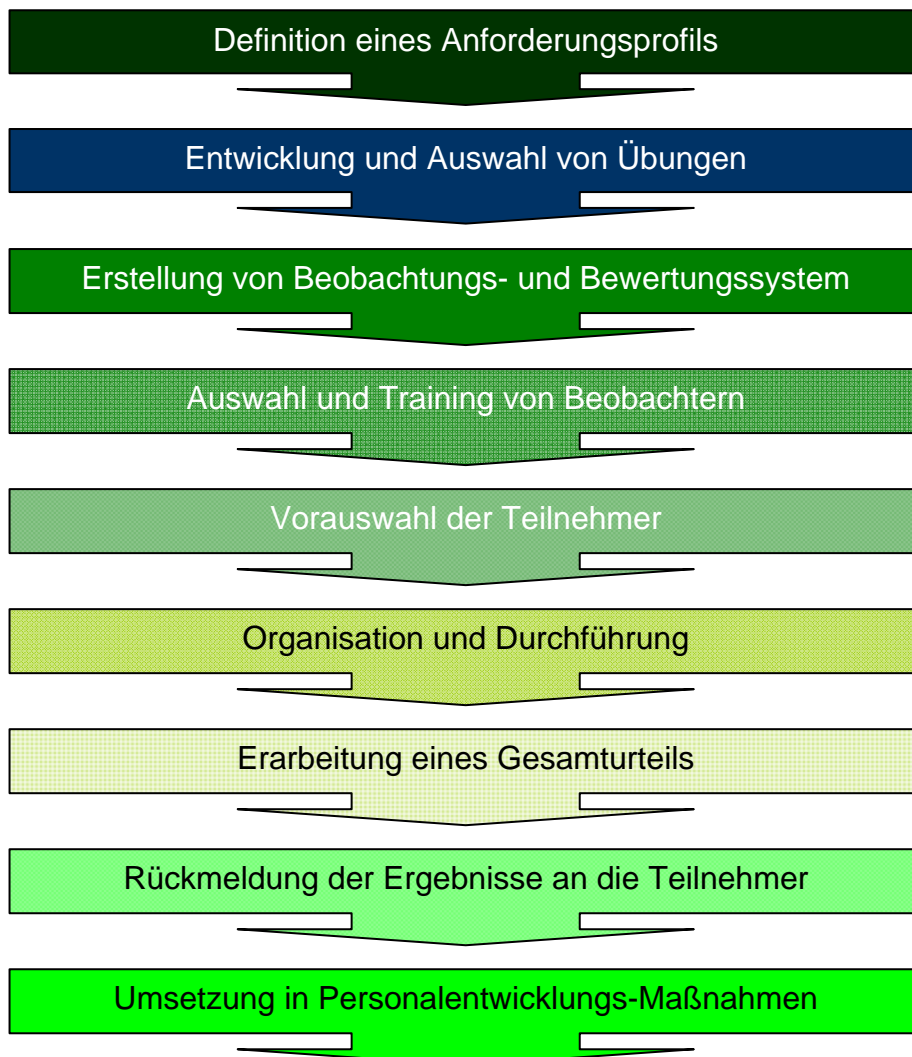 Definition eines Anforderungsprofils
Entwicklung und Auswahl von Übungen
Erstellung von Beobachtungs- und Bewertungssystem
Auswahl und Training von Beobachtern
Vorauswahl der Teilnehmer
Organisation und Durchführung
Erarbeitung eines Gesamturteils
Rückmeldung der Ergebnisse an die Teilnehmer
Umsetzung in Personalentwicklungs-Maßnahmen